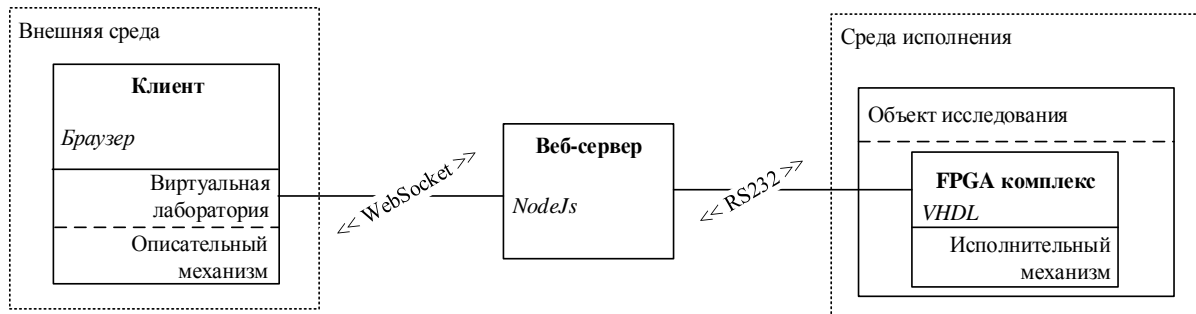 Внешняя среда
Клиент
Браузер
Виртуальная
лаборатория
Описательный
механизм
<< WebSocket >>
Веб-сервер
NodeJs
<< RS232 >>
Среда исполнения
Объект исследования
FPGA комплекс
VHDL
Исполнительный
механизм